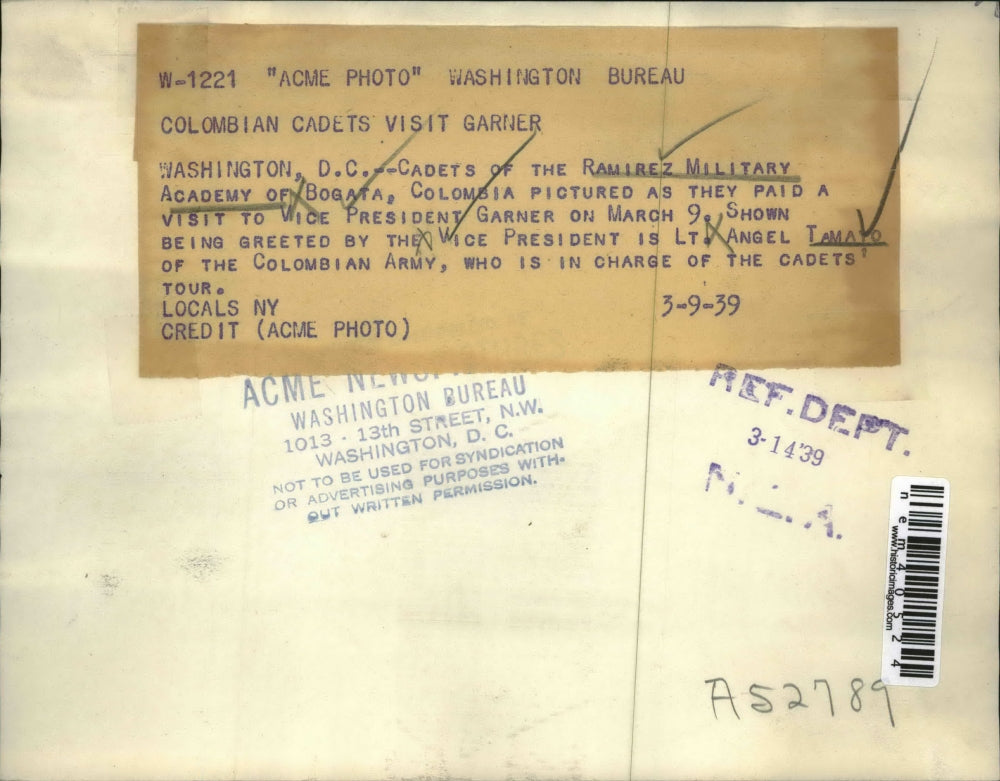 W-1221 "ACME PHOTO" WASHINGTON BUREAU
COLOMBIAN CADETS VISIT GARNER
WASHINGTON, D.C.--CADETS OF THE RAMIREZ MILITARY
ACADEMY OF BOGATA, COLOMBIA PICTURED AS THEY PAID A
VISIT TO VICE PRESIDENT GARNER ON MARCH 9. SHOWN
BEING GREETED BY THE VICE PRESIDENT IS LT. ANGEL TAMAYO
OF THE COLOMBIAN ARMY, WHO IS IN CHARGE OF THE CADETS'
TOUR.
LOCALS NY 3-9-39
CREDIT (ACME PHOTO)
ACME
WASHINGTON BUREAU
1013 - 13th STREET, N.W.
WASHINGTON, D. C.
NOT TO BE USED FOR SYNDICATION
OR ADVERTISING PURPOSES WITH-
OUT WRITTEN PERMISSION.
REF. DEPT.
3-14'39
N.E.A.
nem40524
www.historicimages.com
A52789